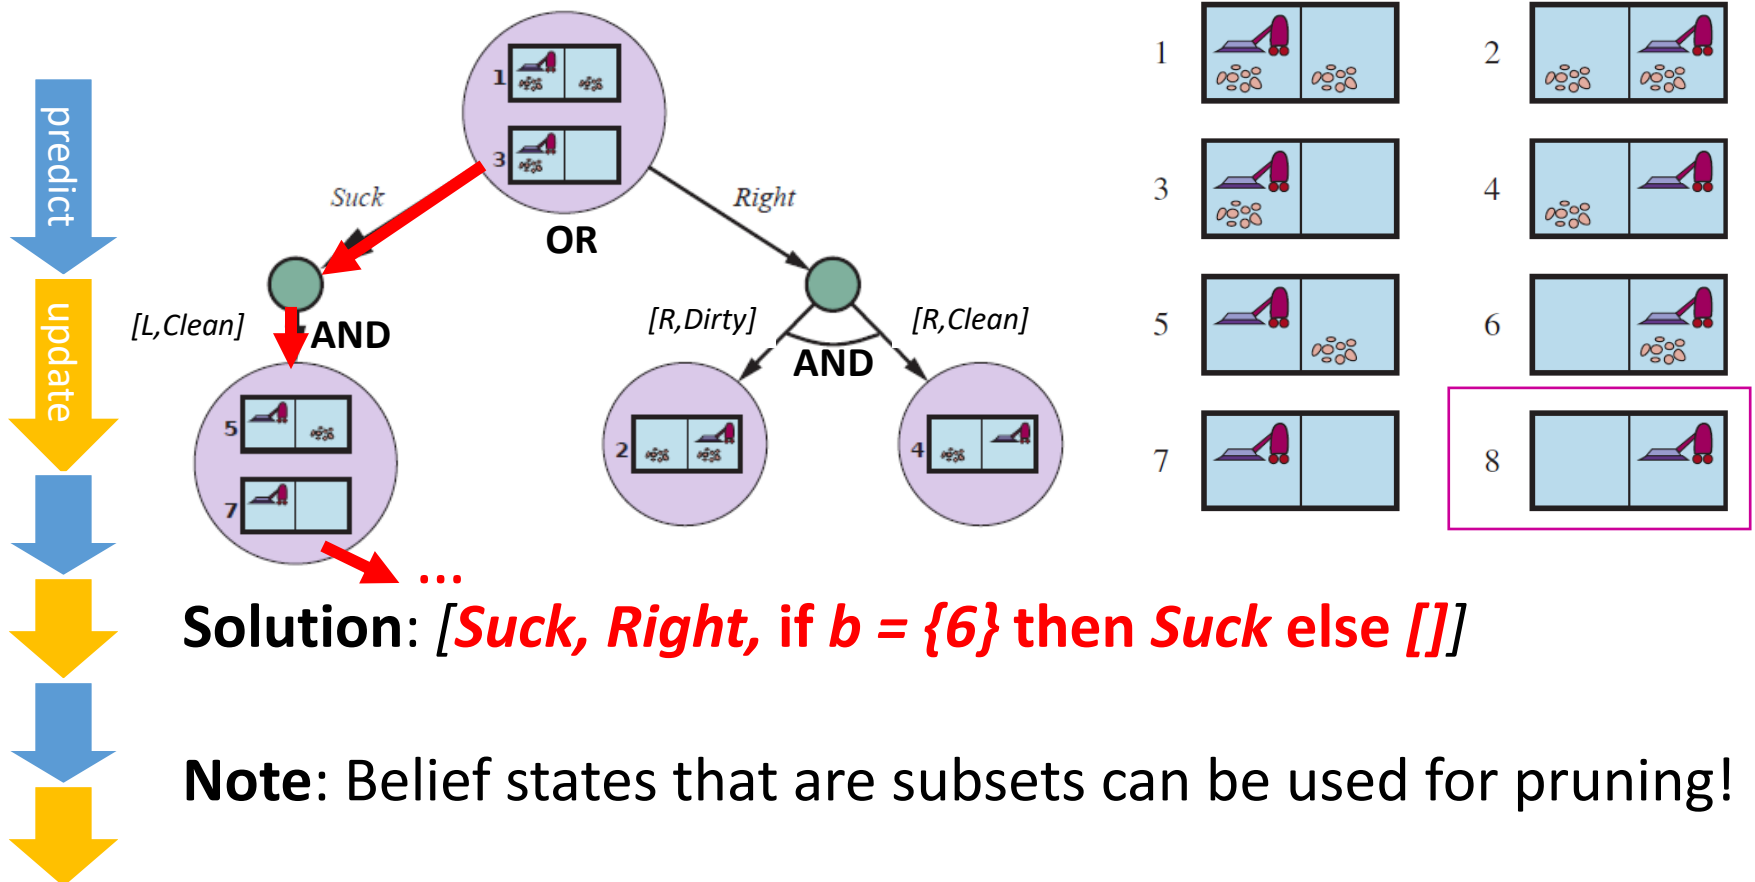 predict
update
1
3
Suck
Right
OR
[L,Clean]
AND
[R,Dirty]
[R,Clean]
AND
5
7
2
4
...
1
2
3
4
5
6
7
8
Solution: [Suck, Right, if b = {6} then Suck else []]
Note: Belief states that are subsets can be used for pruning!